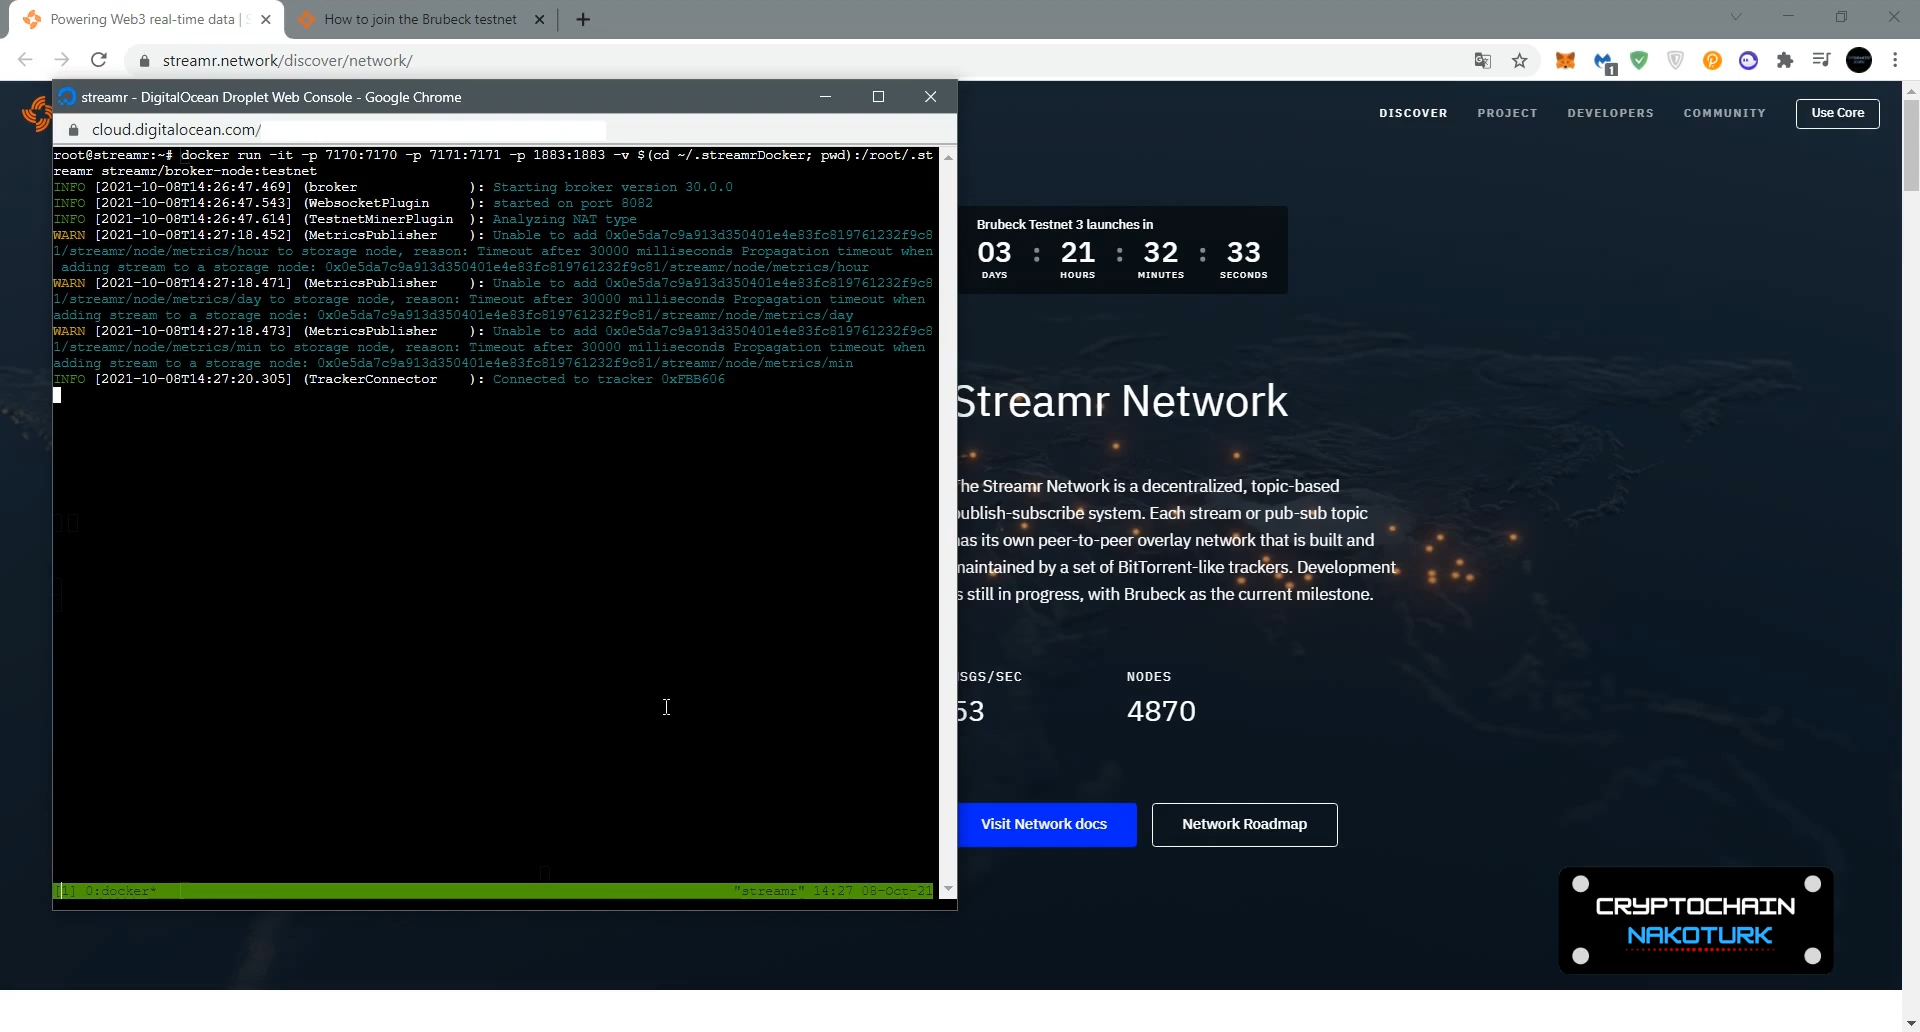 Powering Web3 real-time data | S
How to join the Brubeck testnet
streamr.network/discover/network/
1
streamr - DigitalOcean Droplet Web Console - Google Chrome
cloud.digitalocean.com/
DISCOVER
PROJECT
DEVELOPERS
COMMUNITY
Use Core
root@streamr:~# docker run -it -p 7170:7170 -p 7171:7171 -p 1883:1883 -v $(cd ~/.streamrDocker; pwd):/root/.st
reamr streamr/broker-node:testnet
INFO [2021-10-08T14:26:47.469] (broker              ): Starting broker version 30.0.0
INFO [2021-10-08T14:26:47.543] (WebsocketPlugin     ): started on port 8082
INFO [2021-10-08T14:26:47.614] (TestnetMinerPlugin  ): Analyzing NAT type
WARN [2021-10-08T14:27:18.452] (MetricsPublisher    ): Unable to add 0x0e5da7c9a913d350401e4e83fc819761232f9c8
1/streamr/node/metrics/hour to storage node, reason: Timeout after 30000 milliseconds Propagation timeout when
adding stream to a storage node: 0x0e5da7c9a913d350401e4e83fc819761232f9c81/streamr/node/metrics/hour
WARN [2021-10-08T14:27:18.471] (MetricsPublisher    ): Unable to add 0x0e5da7c9a913d350401e4e83fc819761232f9c8
1/streamr/node/metrics/day to storage node, reason: Timeout after 30000 milliseconds Propagation timeout when
adding stream to a storage node: 0x0e5da7c9a913d350401e4e83fc819761232f9c81/streamr/node/metrics/day
WARN [2021-10-08T14:27:18.473] (MetricsPublisher    ): Unable to add 0x0e5da7c9a913d350401e4e83fc819761232f9c8
1/streamr/node/metrics/min to storage node, reason: Timeout after 30000 milliseconds Propagation timeout when
adding stream to a storage node: 0x0e5da7c9a913d350401e4e83fc819761232f9c81/streamr/node/metrics/min
INFO [2021-10-08T14:27:20.305] (TrackerConnector    ): Connected to tracker 0xFBB606
[1] 0:docker*
"streamr" 14:27 08-Oct-21
Brubeck Testnet 3 launches in
03 : 21 : 32 : 33
DAYS HOURS MINUTES SECONDS
Streamr Network
The Streamr Network is a decentralized, topic-based
publish-subscribe system. Each stream or pub-sub topic
has its own peer-to-peer overlay network that is built and
maintained by a set of BitTorrent-like trackers. Development
is still in progress, with Brubeck as the current milestone.
MSGS/SEC
NODES
53
4870
Visit Network docs
Network Roadmap
CRYPTOCHAIN
NAKOTURK